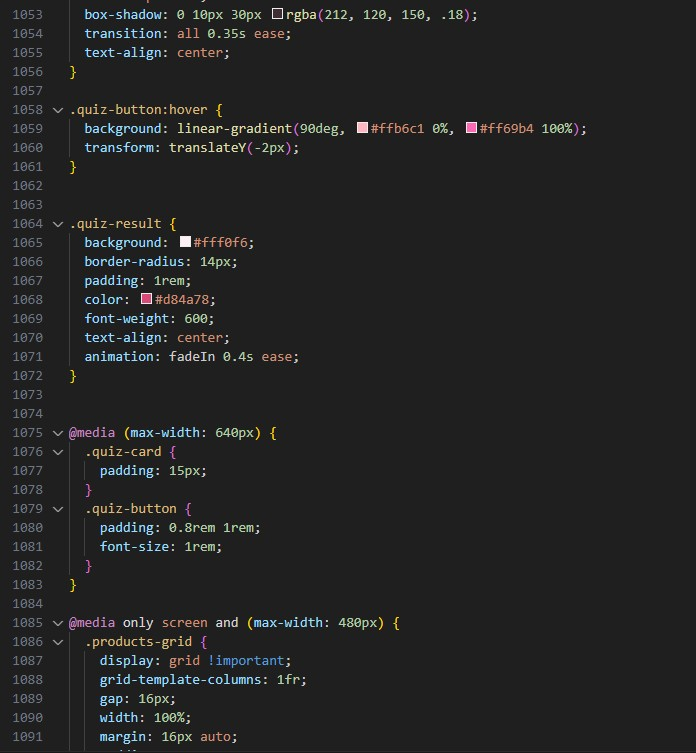 1053 box-shadow: 0 10px 30px rgba(212, 120, 150, .18);
1054 transition: all 0.35s ease;
1055 text-align: center;
1056 }
1057
1058 .quiz-button:hover {
1059 background: linear-gradient(90deg, #ffb6c1 0%, #ff69b4 100%);
1060 transform: translateY(-2px);
1061 }
1062
1063
1064 .quiz-result {
1065 background: #fff0f6;
1066 border-radius: 14px;
1067 padding: 1rem;
1068 color: #d84a78;
1069 font-weight: 600;
1070 text-align: center;
1071 animation: fadeIn 0.4s ease;
1072 }
1073
1074
1075 @media (max-width: 640px) {
1076 .quiz-card {
1077 padding: 15px;
1078 }
1079 .quiz-button {
1080 padding: 0.8rem 1rem;
1081 font-size: 1rem;
1082 }
1083 }
1084
1085 @media only screen and (max-width: 480px) {
1086 .products-grid {
1087 display: grid !important;
1088 grid-template-columns: 1fr;
1089 gap: 16px;
1090 width: 100%;
1091 margin: 16px auto;